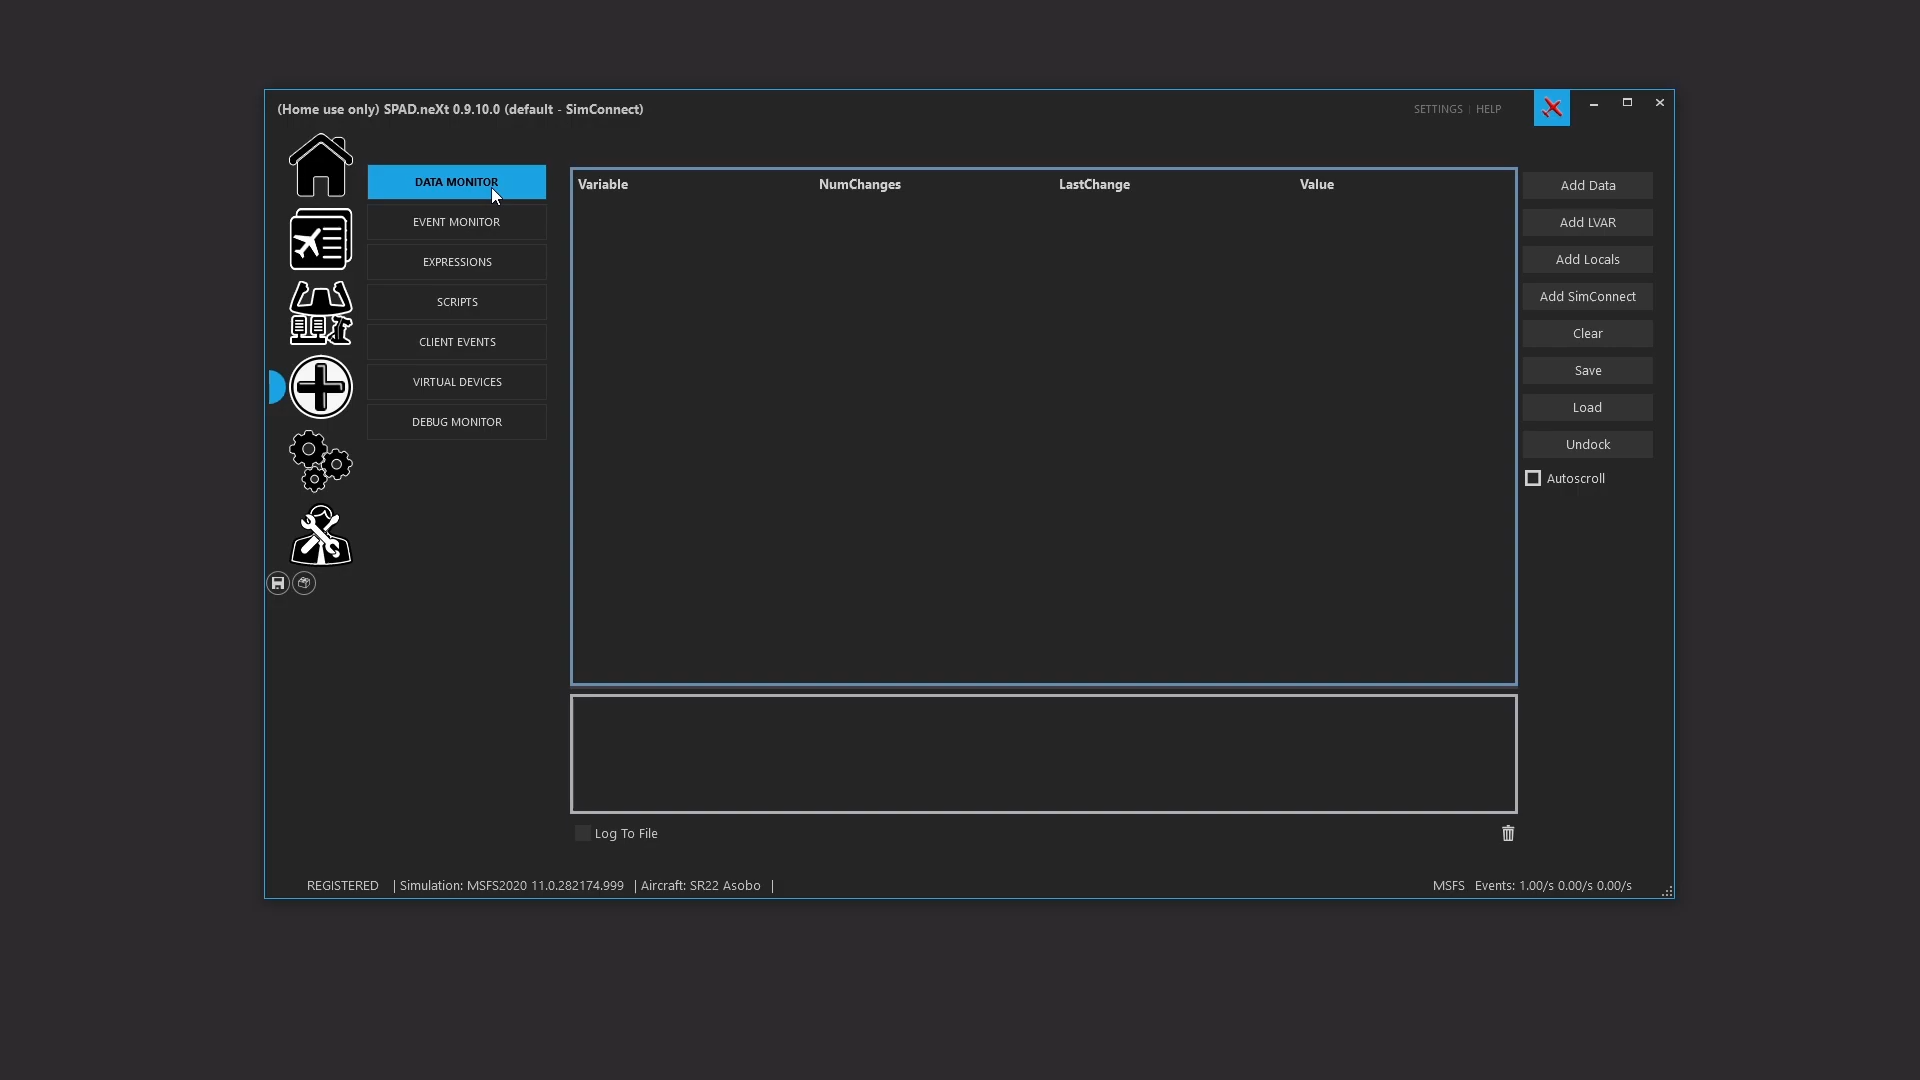 (Home use only) SPAD.neXt 0.9.10.0 (default - SimConnect)
SETTINGS | HELP
DATA MONITOR
EVENT MONITOR
EXPRESSIONS
SCRIPTS
CLIENT EVENTS
VIRTUAL DEVICES
DEBUG MONITOR
Variable NumChanges LastChange Value
Add Data
Add LVAR
Add Locals
Add SimConnect
Clear
Save
Load
Undock
Autoscroll
Log To File
REGISTERED | Simulation: MSFS2020 11.0.282174.999 | Aircraft: SR22 Asobo |
MSFS Events: 1.00/s 0.00/s 0.00/s